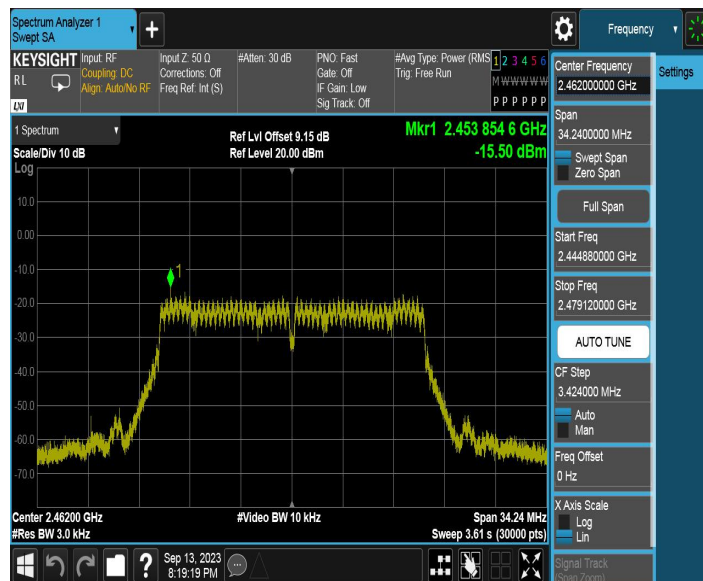 Spectrum Analyzer 1
Swept SA
+
Frequency
KEYSIGHT
RL
LXI
Input: RF
Coupling: DC
Align: Auto/No RF
Input Z: 50 Ω
Corrections: Off
Freq Ref: Int (S)
#Atten: 30 dB
PNO: Fast
Gate: Off
IF Gain: Low
Sig Track: Off
#Avg Type: Power (RMS
Trig: Free Run
1 2 3 4 5 6
M W W W W W
P P P P P P
Settings
Center Frequency
2.462000000 GHz
Span
34.2400000 MHz
Swept Span
Zero Span
Full Span
Start Freq
2.444880000 GHz
Stop Freq
2.479120000 GHz
AUTO TUNE
CF Step
3.424000 MHz
Auto
Man
Freq Offset
0 Hz
X Axis Scale
Log
Lin
Signal Track
(Span Zoom)
1 Spectrum
Scale/Div 10 dB
Log
Ref Lvl Offset 9.15 dB
Ref Level 20.00 dBm
Mkr1 2.453 854 6 GHz
-15.50 dBm
10.0
0.00
-10.0
-20.0
-30.0
-40.0
-50.0
-60.0
-70.0
1
Center 2.46200 GHz
#Res BW 3.0 kHz
#Video BW 10 kHz
Span 34.24 MHz
Sweep 3.61 s (30000 pts)
?
Sep 13, 2023
8:19:19 PM